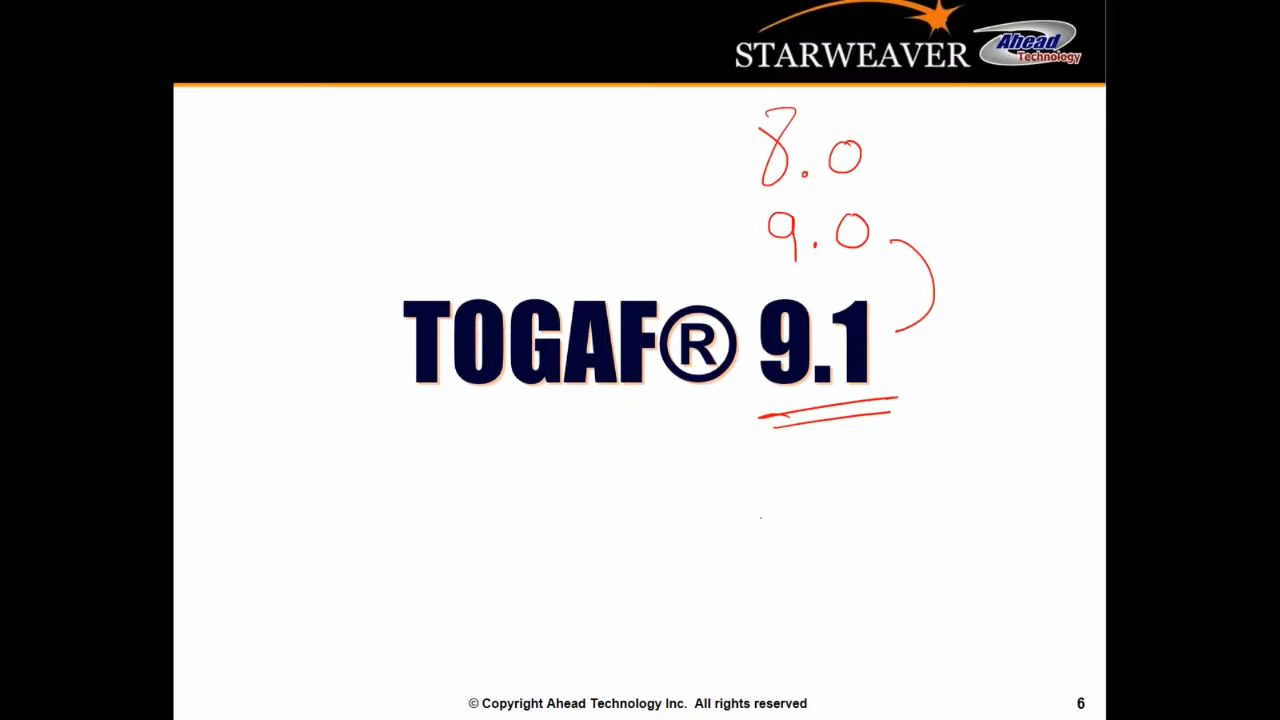 STARWEAVER
Ahead
Technology
8.0
9.0
TOGAF® 9.1
© Copyright Ahead Technology Inc. All rights reserved
6